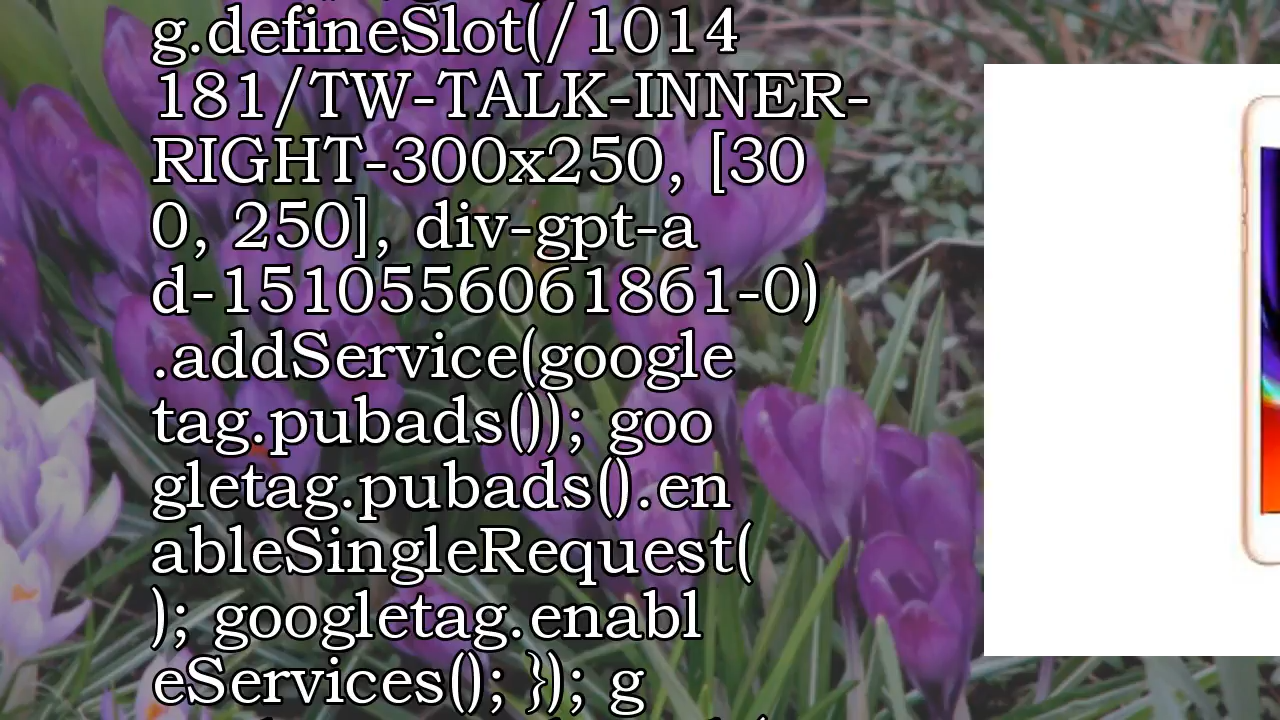 g.defineSlot(/1014
181/TW-TALK-INNER-
RIGHT-300x250, [30
0, 250], div-gpt-a
d-1510556061861-0)
.addService(google
tag.pubads()); goo
gletag.pubads().en
ableSingleRequest(
); googletag.enabl
eServices(); }); g